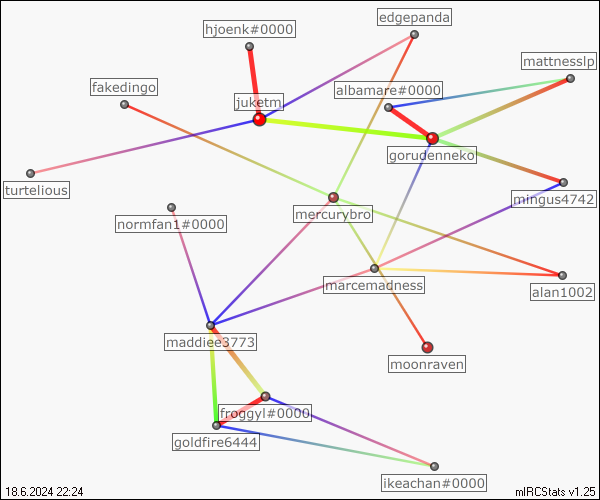 edgepanda
hjoenk#0000
mattnesslp
fakedingo
albamare#0000
juketm
gorudenneko
turtelious
mingus4742
mercurybro
normfan1#0000
marcemadness
alan1002
maddiee3773
moonraven
froggyl#0000
goldfire6444
ikeachan#0000
18.6.2024 22:24
mIRCStats v1.25